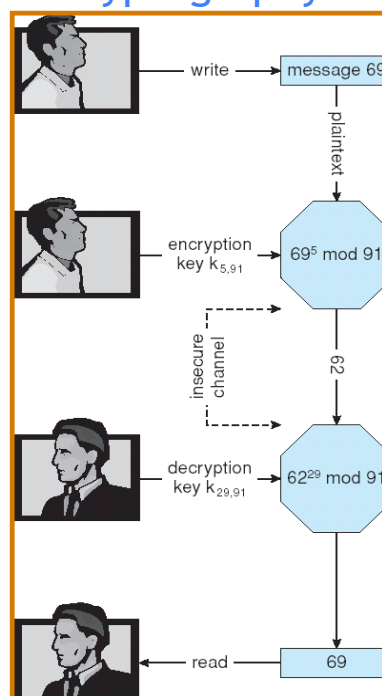 write
message 69
plaintext
encryption
key k₅,₉₁
69⁵ mod 91
insecure
channel
62
decryption
key k₂₉,₉₁
62²⁹ mod 91
read
69